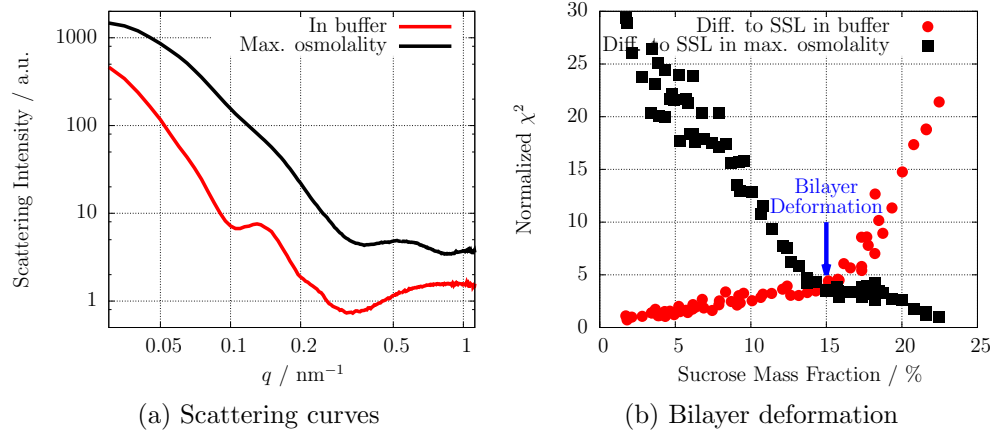 Scattering Intensity / a.u.
1000
100
10
1
In buffer
Max. osmolality
0.05
0.1
0.5
1
q / nm⁻¹
(a) Scattering curves
Normalized χ²
30
25
20
15
10
5
0
Diff. to SSL in buffer
Diff. to SSL in max. osmolality
Bilayer
Deformation
0
5
10
15
20
25
Sucrose Mass Fraction / %
(b) Bilayer deformation